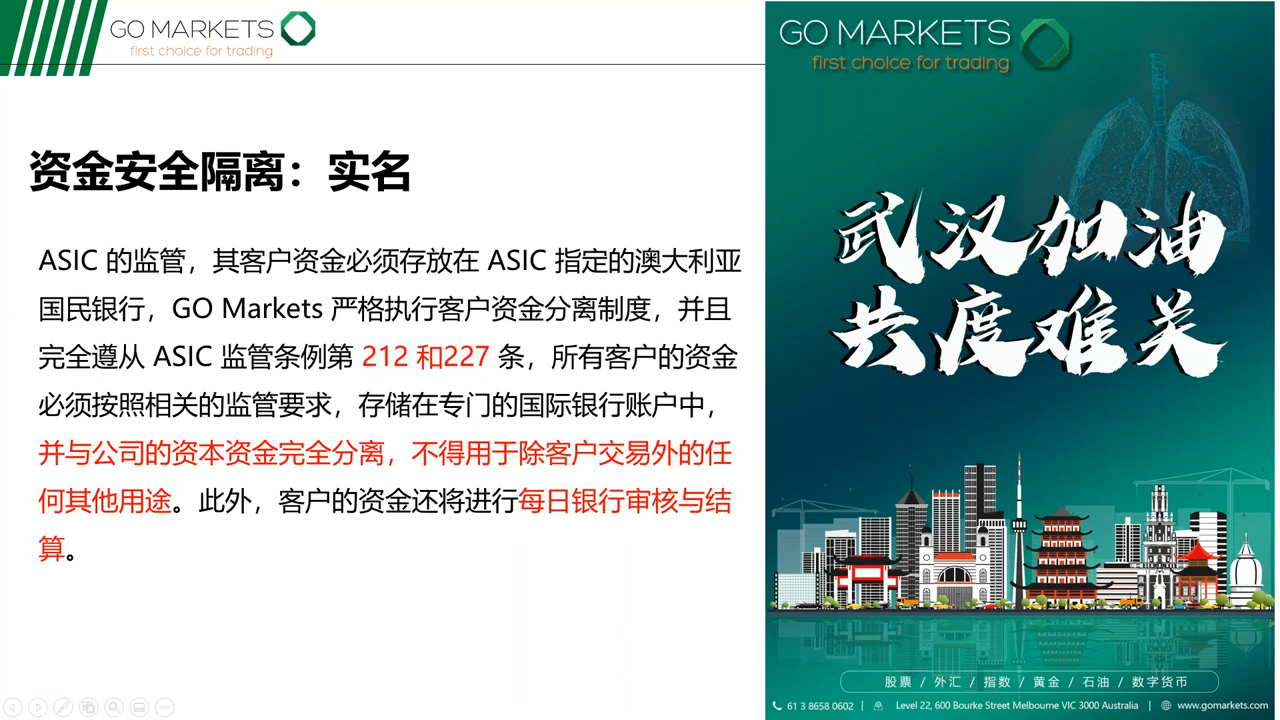 GO MARKETS
first choice for trading
资金安全隔离：实名
ASIC 的监管，其客户资金必须存放在 ASIC 指定的澳大利亚
国民银行，GO Markets 严格执行客户资金分离制度，并且
完全遵从 ASIC 监管条例第 212 和227 条，所有客户的资金
必须按照相关的监管要求，存储在专门的国际银行账户中，
并与公司的资本资金完全分离，不得用于除客户交易外的任
何其他用途。此外，客户的资金还将进行每日银行审核与结
算。
GO MARKETS
first choice for trading
武汉加油
共度难关
股票 / 外汇 / 指数 / 黄金 / 石油 / 数字货币
61 3 8658 0602 | Level 22, 600 Bourke Street Melbourne VIC 3000 Australia | www.gomarkets.com